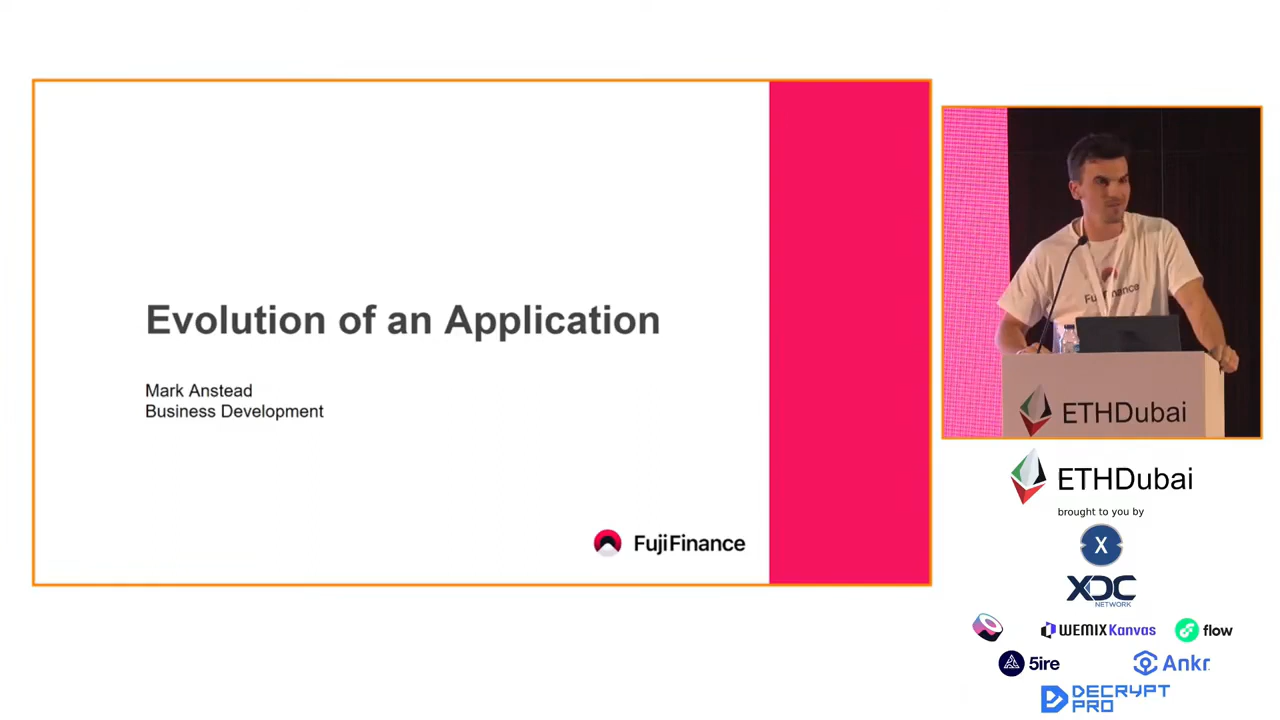 Evolution of an Application
Mark Anstead
Business Development
FujiFinance
FujiFinance
ETHDubai
ETHDubai
brought to you by
X
XDC
NETWORK
WEMIX Kanvas
flow
5ire
Ankr.
DECRYPT
PRO